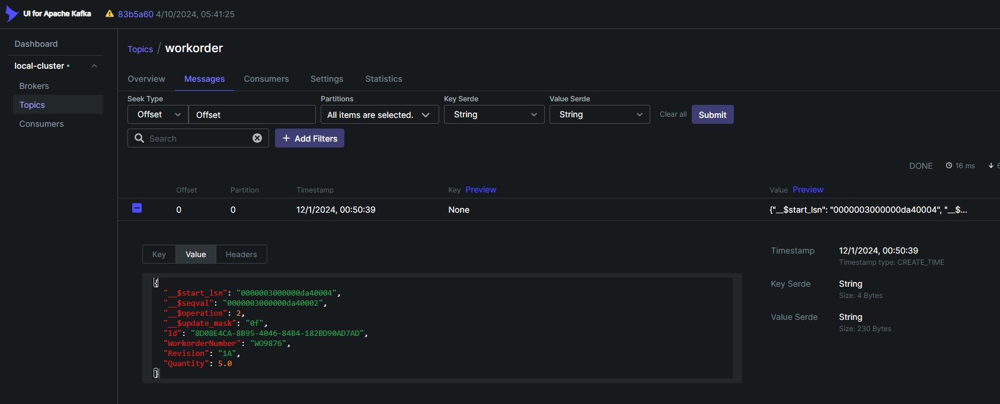 UI for Apache Kafka 83b5a60 4/10/2024, 05:41:25
Dashboard
local-cluster
Brokers
Topics
Consumers
Topics / workorder
Overview Messages Consumers Settings Statistics
Seek Type Partitions Key Serde Value Serde
Offset Offset All items are selected. String String Clear all Submit
Search + Add Filters
DONE 16 ms
Offset Partition Timestamp Key Preview Value Preview
0 0 12/1/2024, 00:50:39 None {"__$start_lsn": "0000003000000da40004", "__$...
Key Value Headers
{
"__$start_lsn": "0000003000000da40004",
"__$seqval": "0000003000000da40002",
"__$operation": 2,
"__$update_mask": "0f",
"Id": "8D08E4CA-8B95-4046-84B4-182BD90AD7AD",
"WorkorderNumber": "WO9876",
"Revision": "1A",
"Quantity": 5.0
}
Timestamp 12/1/2024, 00:50:39
Timestamp type: CREATE_TIME
Key Serde String
Size: 4 Bytes
Value Serde String
Size: 230 Bytes